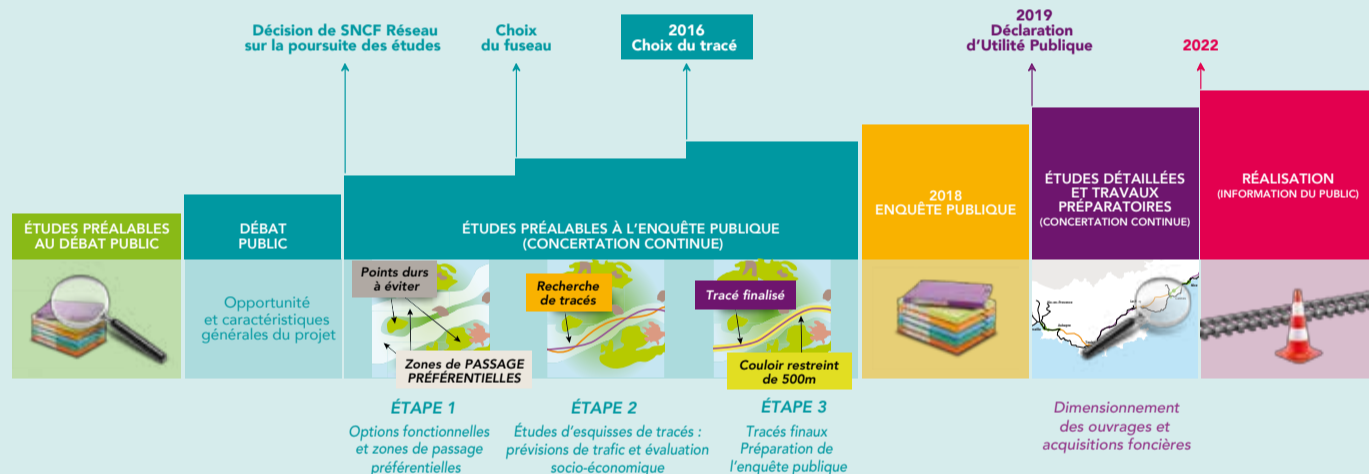 Décision de SNCF Réseau
sur la poursuite des études
Choix
du fuseau
2016
Choix du tracé
2019
Déclaration
d'Utilité Publique
2022
ÉTUDES PRÉALABLES
AU DÉBAT PUBLIC
DÉBAT
PUBLIC
ÉTUDES PRÉALABLES À L'ENQUÊTE PUBLIQUE
(CONCERTATION CONTINUE)
2018
ENQUÊTE PUBLIQUE
ÉTUDES DÉTAILLÉES
ET TRAVAUX
PRÉPARATOIRES
(CONCERTATION CONTINUE)
RÉALISATION
(INFORMATION DU PUBLIC)
Opportunité
et caractéristiques
générales du projet
Points durs
à éviter
Zones de PASSAGE
PRÉFÉRENTIELLES
Recherche
de tracés
Tracé finalisé
Couloir restreint
de 500m
ÉTAPE 1
Options fonctionnelles
et zones de passage
préférentielles
ÉTAPE 2
Études d'esquisses de tracés :
prévisions de trafic et évaluation
socio-économique
ÉTAPE 3
Tracés finaux
Préparation de
l'enquête publique
Dimensionnement
des ouvrages et
acquisitions foncières